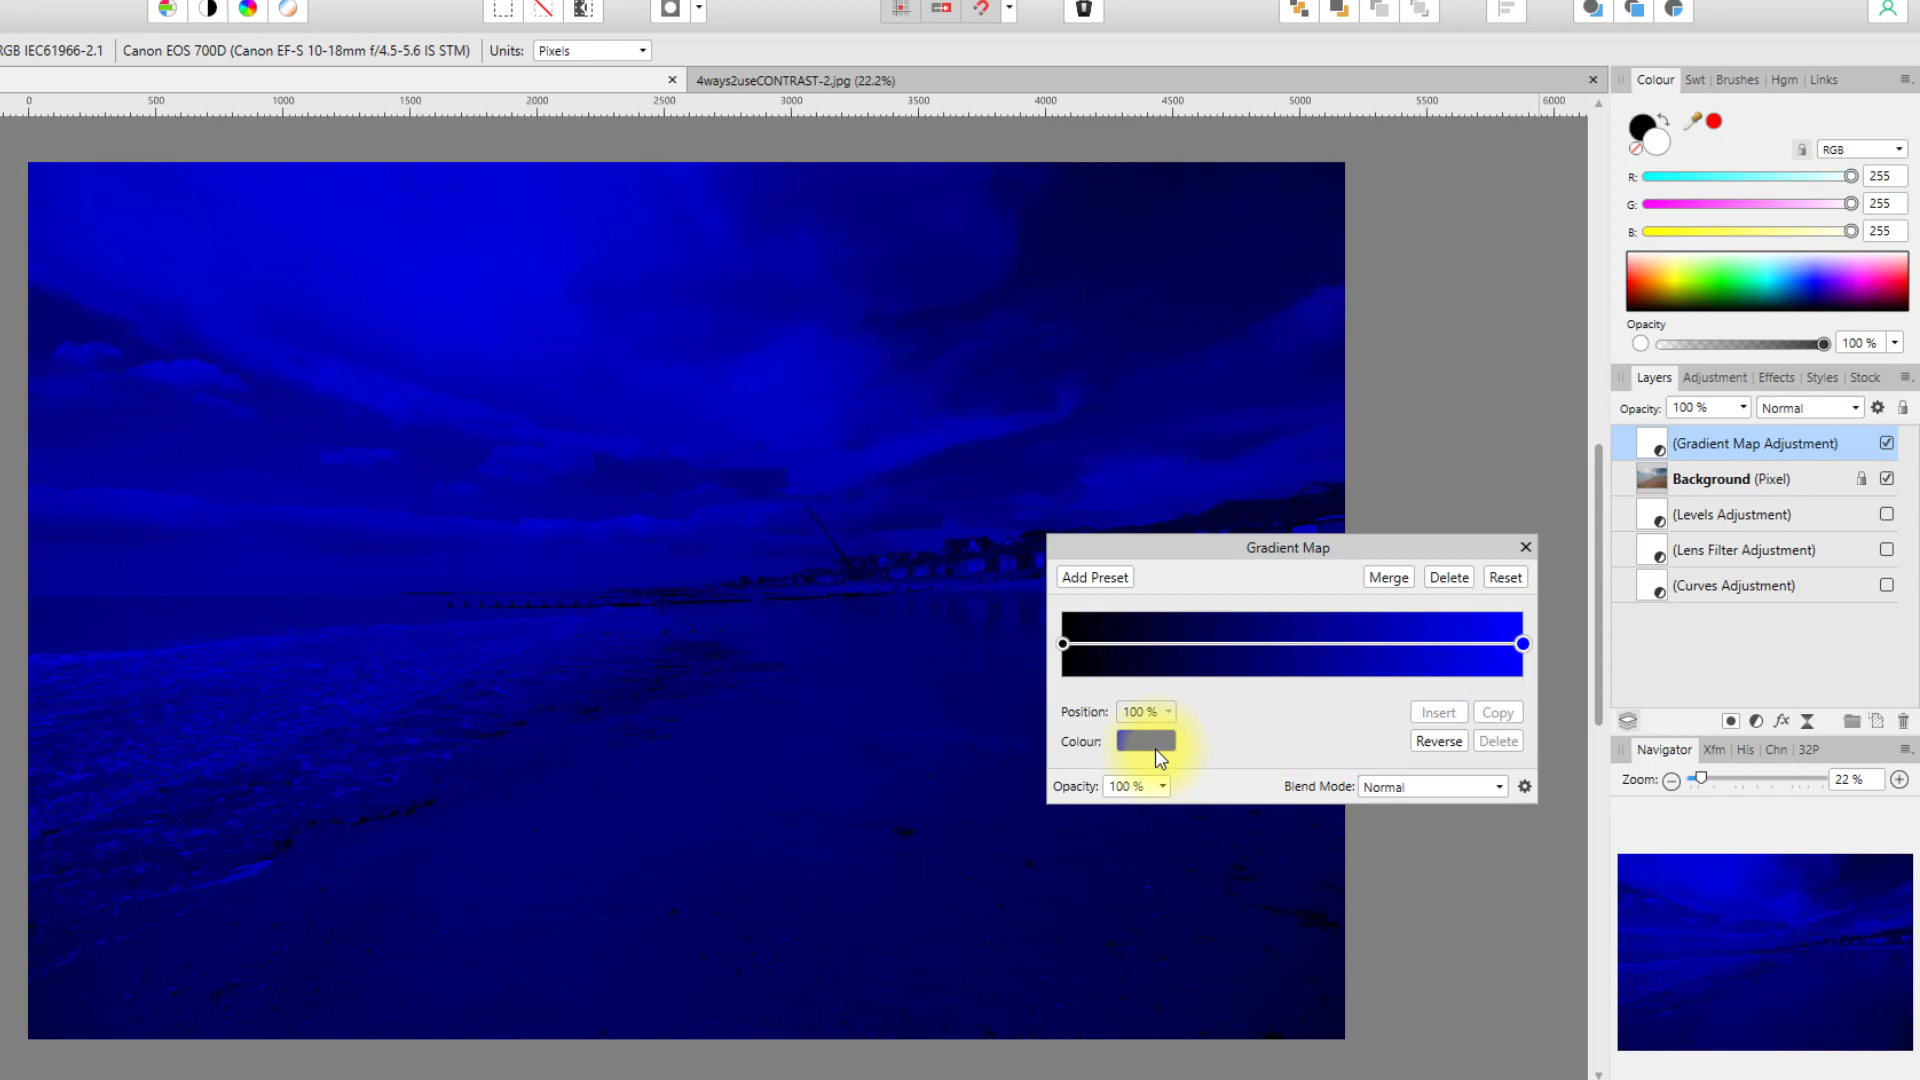 RGB IEC61966-2.1 Canon EOS 700D (Canon EF-S 10-18mm f/4.5-5.6 IS STM) Units: Pixels
4ways2useCONTRAST-2.jpg (22.2%)
0 500 1000 1500 2000 2500 3000 3500 4000 4500 5000 5500 6000
Colour Swt Brushes Hgm Links
RGB
R: 255
G: 255
B: 255
Opacity
100 %
Layers Adjustment Effects Styles Stock
Opacity: 100 % Normal
(Gradient Map Adjustment)
Background (Pixel)
(Levels Adjustment)
(Lens Filter Adjustment)
(Curves Adjustment)
Gradient Map
Add Preset Merge Delete Reset
Position: 100 % Insert Copy
Colour: Reverse Delete
Opacity: 100 % Blend Mode: Normal
Navigator Xfm His Chn 32P
Zoom: 22 %